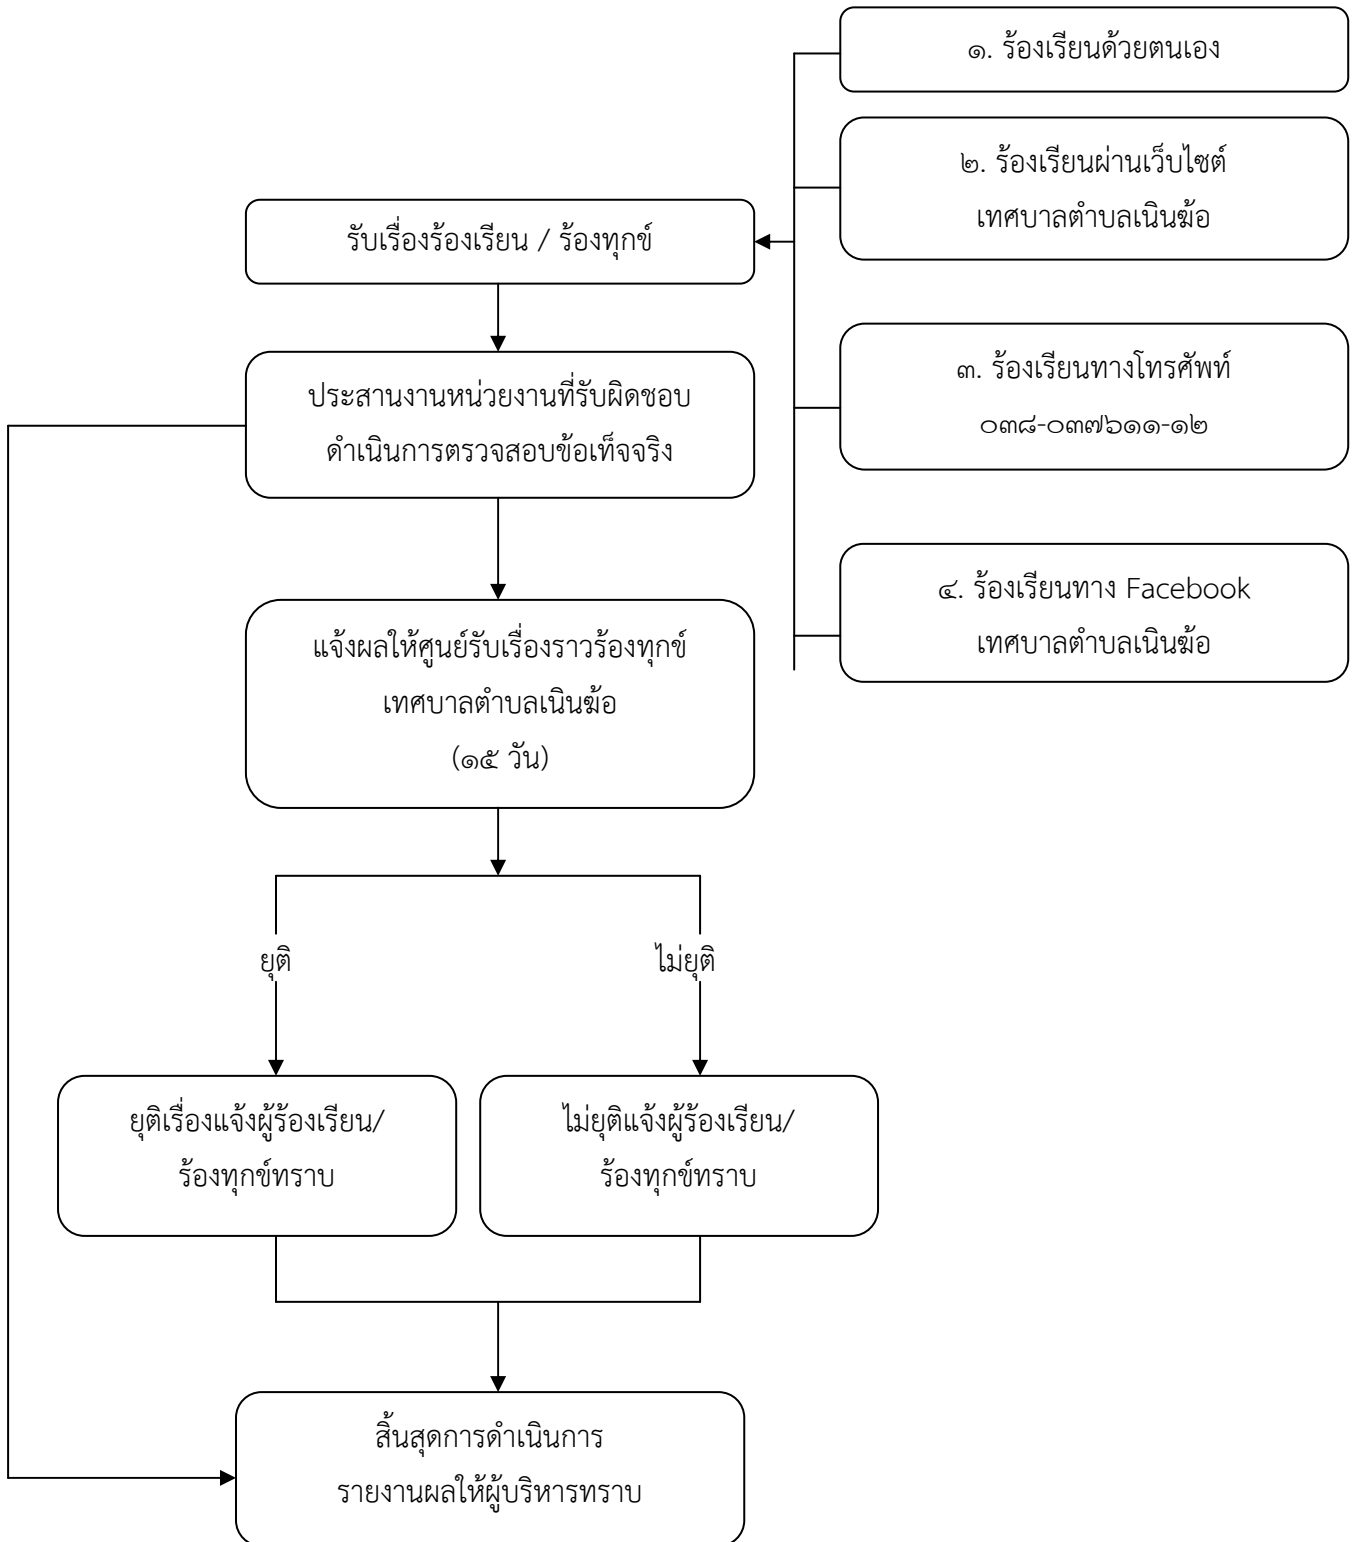 ๑. ร้องเรียนด้วยตนเอง
๒. ร้องเรียนผ่านเว็บไซต์
เทศบาลตำบลเนินฆ้อ
๓. ร้องเรียนทางโทรศัพท์
๐๓๘-๐๓๗๖๑๑-๑๒
๔. ร้องเรียนทาง Facebook
เทศบาลตำบลเนินฆ้อ
รับเรื่องร้องเรียน / ร้องทุกข์
ประสานงานหน่วยงานที่รับผิดชอบ
ดำเนินการตรวจสอบข้อเท็จจริง
แจ้งผลให้ศูนย์รับเรื่องราวร้องทุกข์
เทศบาลตำบลเนินฆ้อ
(๑๕ วัน)
ยุติ
ไม่ยุติ
ยุติเรื่องแจ้งผู้ร้องเรียน/
ร้องทุกข์ทราบ
ไม่ยุติแจ้งผู้ร้องเรียน/
ร้องทุกข์ทราบ
สิ้นสุดการดำเนินการ
รายงานผลให้ผู้บริหารทราบ